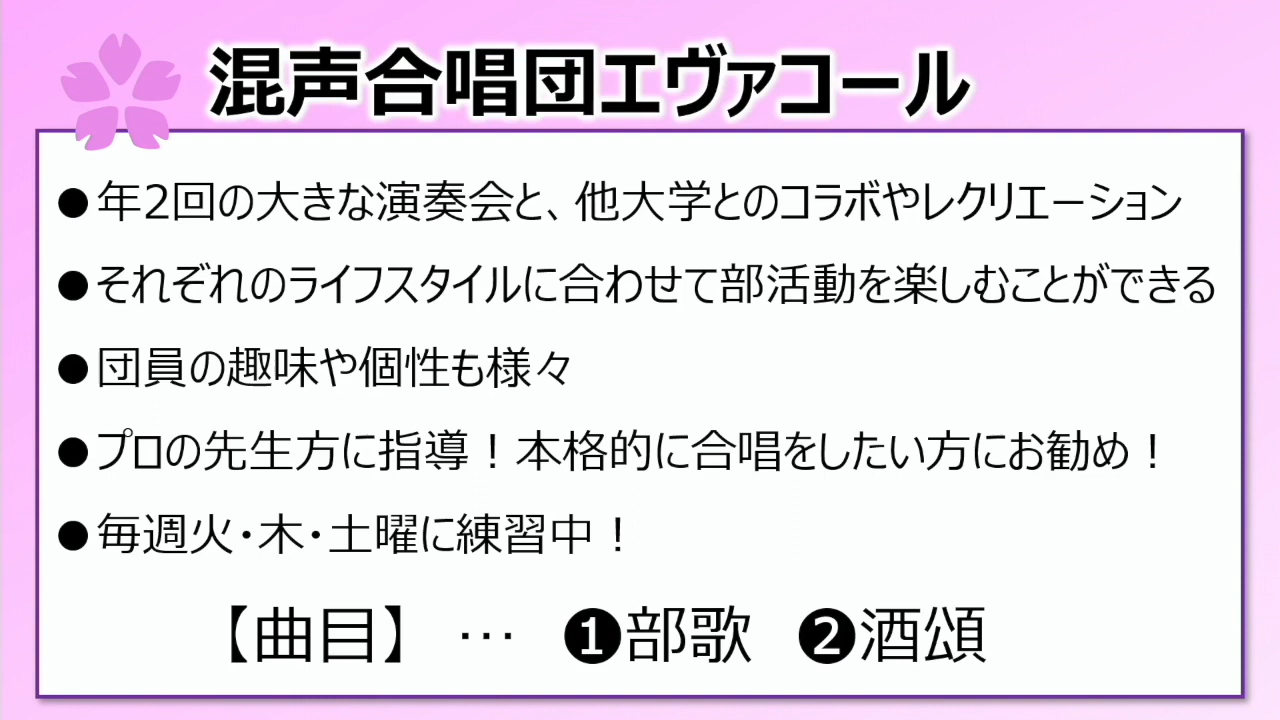 混声合唱団エヴァコール
●年2回の大きな演奏会と、他大学とのコラボやレクリエーション
●それぞれのライフスタイルに合わせて部活動を楽しむことができる
●団員の趣味や個性も様々
●プロの先生方に指導！本格的に合唱をしたい方にお勧め！
●毎週火・木・土曜に練習中！
【曲目】 … ❶部歌 ❷酒頌